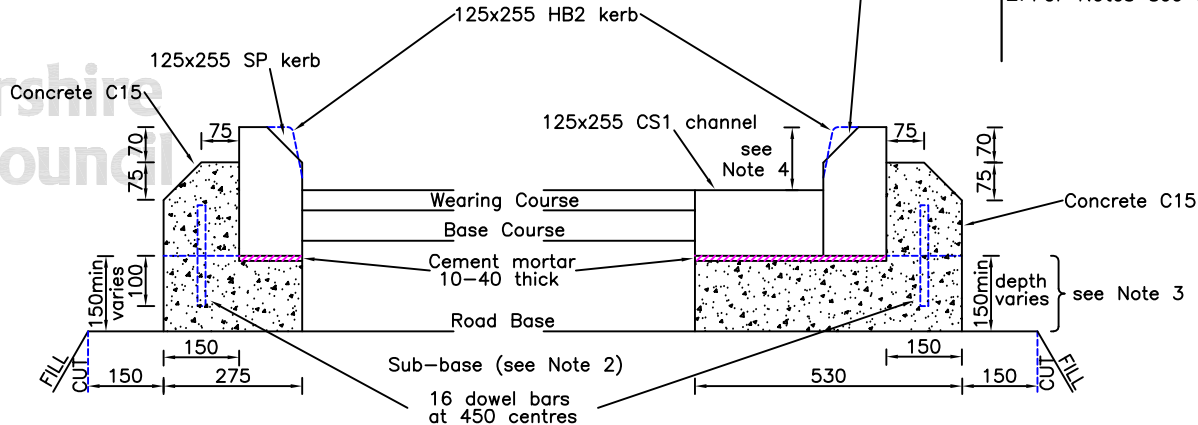 125x255 HB2 kerb
125x255 SP kerb
Concrete C15
rshire
ouncil
75
70
75
125x255 CS1 channel
see
Note 4
75
70
75
Concrete C15
Wearing Course
Base Course
Cement mortar
10-40 thick
150min
varies
100
Road Base
150min
depth
varies
see Note 3
FILL
CUT
150
150
275
Sub-base (see Note 2)
16 dowel bars
at 450 centres
150
530
150
CUT
FILL